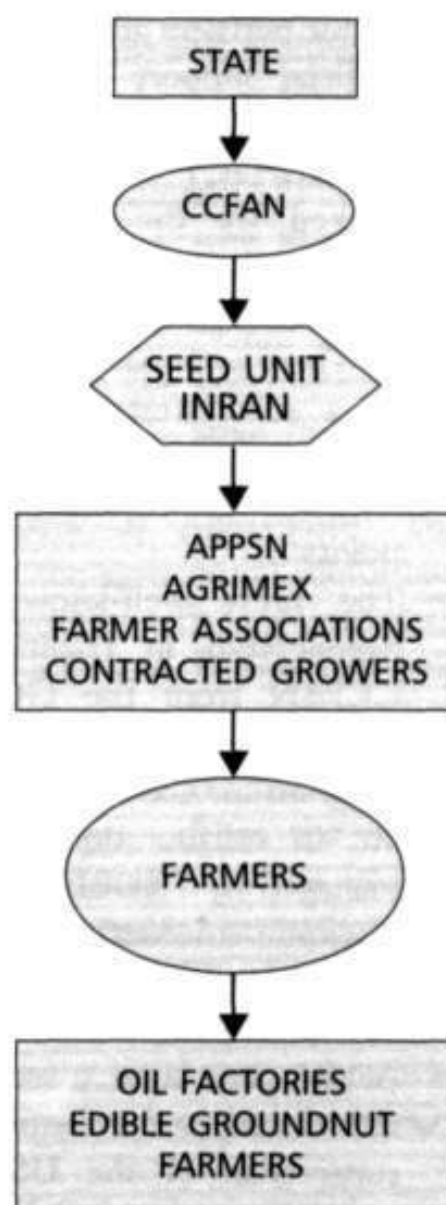 STATE
CCFAN
SEED UNIT
INRAN
APPSN
AGRIMEX
FARMER ASSOCIATIONS
CONTRACTED GROWERS
FARMERS
OIL FACTORIES
EDIBLE GROUNDNUT
FARMERS